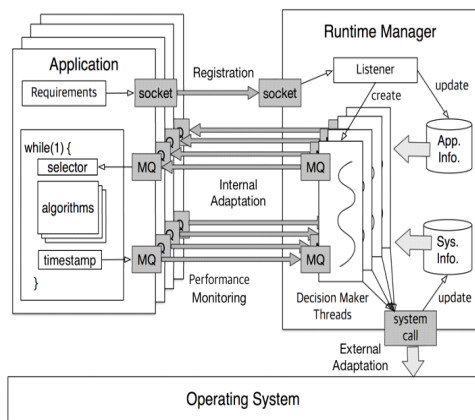 Application
Requirements
socket
Registration
socket
Runtime Manager
Listener
create
update
App.
Info.
while(1) {
selector
algorithms
timestamp
}
MQ
Internal
Adaptation
MQ
MQ
Performance
Monitoring
MQ
Decision Maker
Threads
Sys.
Info.
update
system
call
External
Adaptation
Operating System